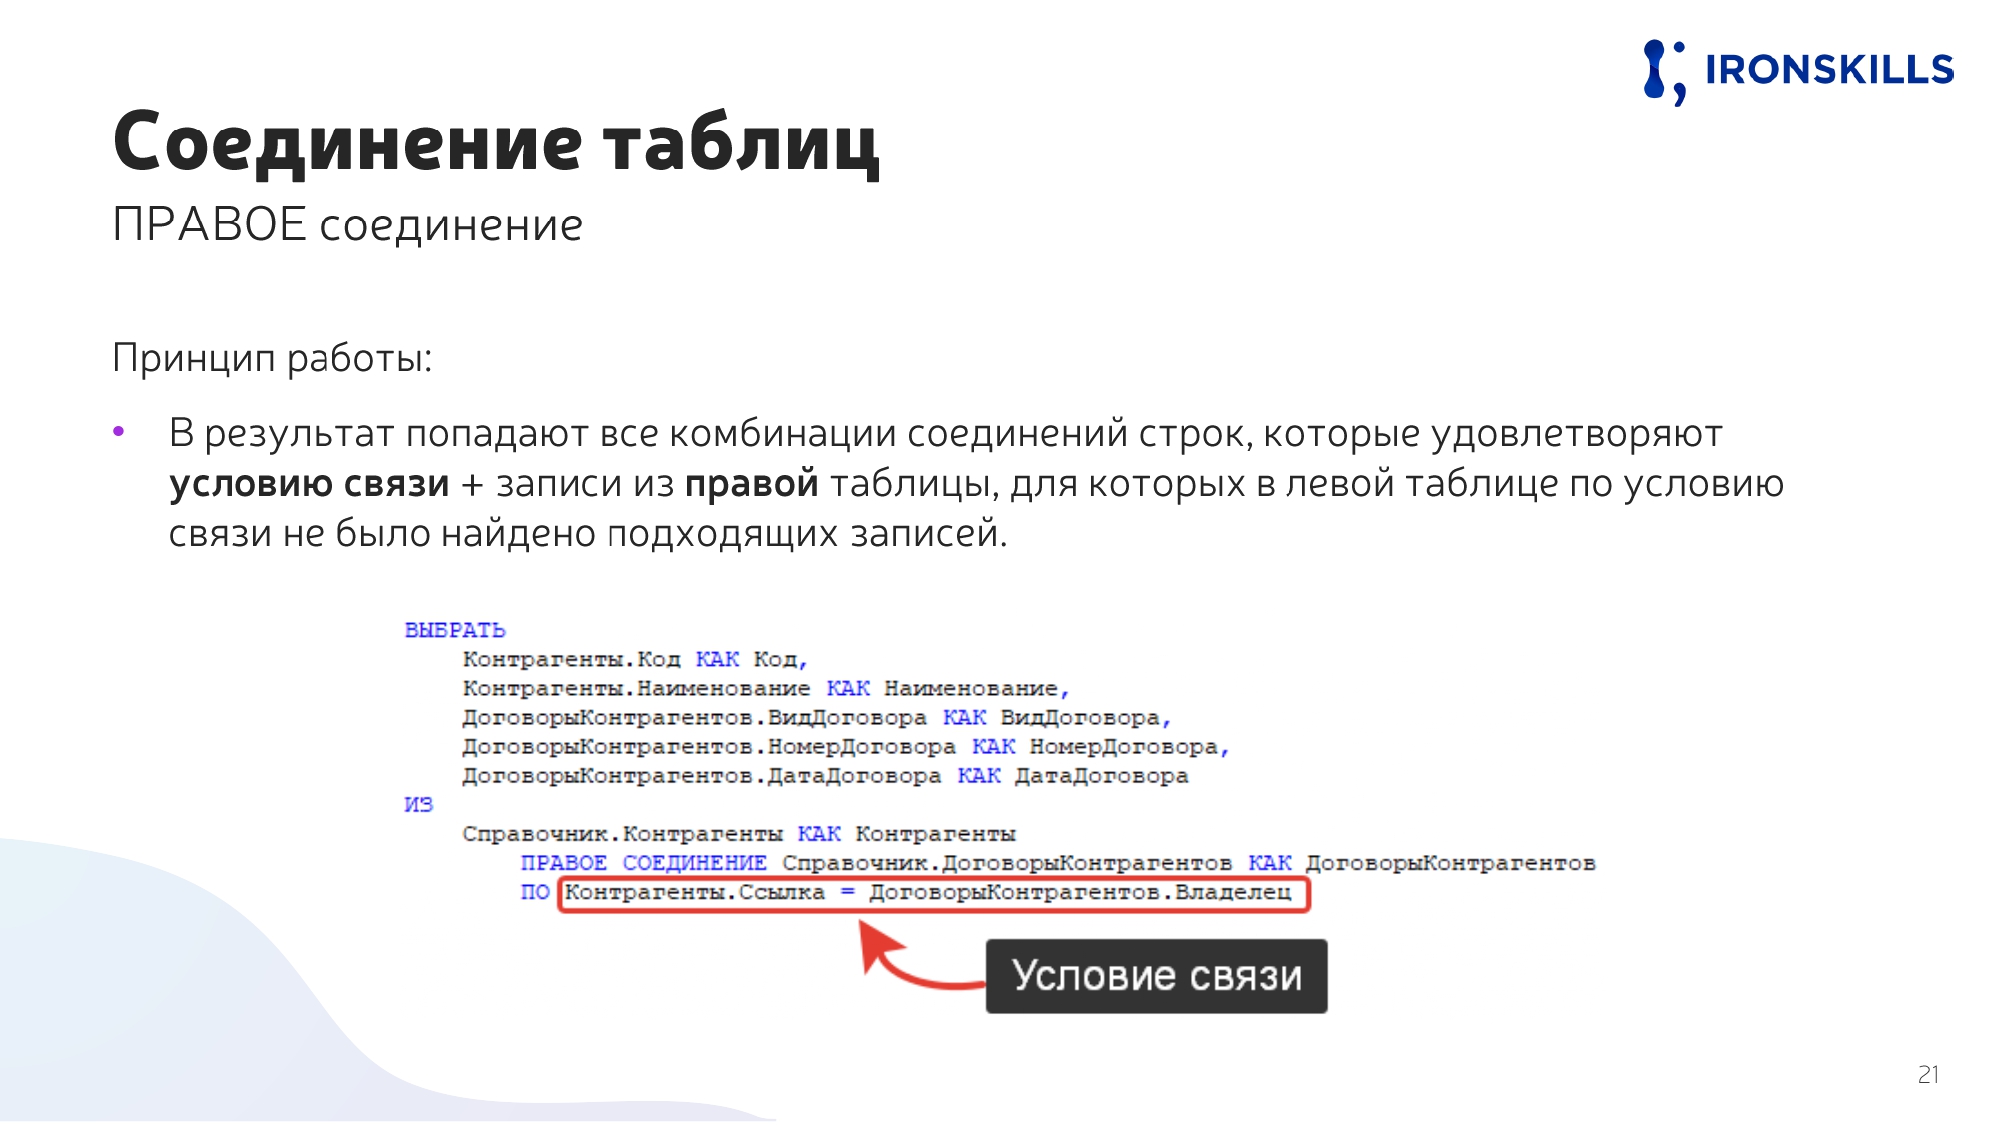 IRONSKILLS
Соединение таблиц
ПРАВОЕ соединение
Принцип работы:
• В результат попадают все комбинации соединений строк, которые удовлетворяют
условию связи + записи из правой таблицы, для которых в левой таблице по условию
связи не было найдено подходящих записей.
ВЫБРАТЬ
Контрагенты.Код КАК Код,
Контрагенты.Наименование КАК Наименование,
ДоговорыКонтрагентов.ВидДоговора КАК ВидДоговора,
ДоговорыКонтрагентов.НомерДоговора КАК НомерДоговора,
ДоговорыКонтрагентов.ДатаДоговора КАК ДатаДоговора
ИЗ
Справочник.Контрагенты КАК Контрагенты
ПРАВОЕ СОЕДИНЕНИЕ Справочник.ДоговорыКонтрагентов КАК ДоговорыКонтрагентов
ПО Контрагенты.Ссылка = ДоговорыКонтрагентов.Владелец
Условие связи
21